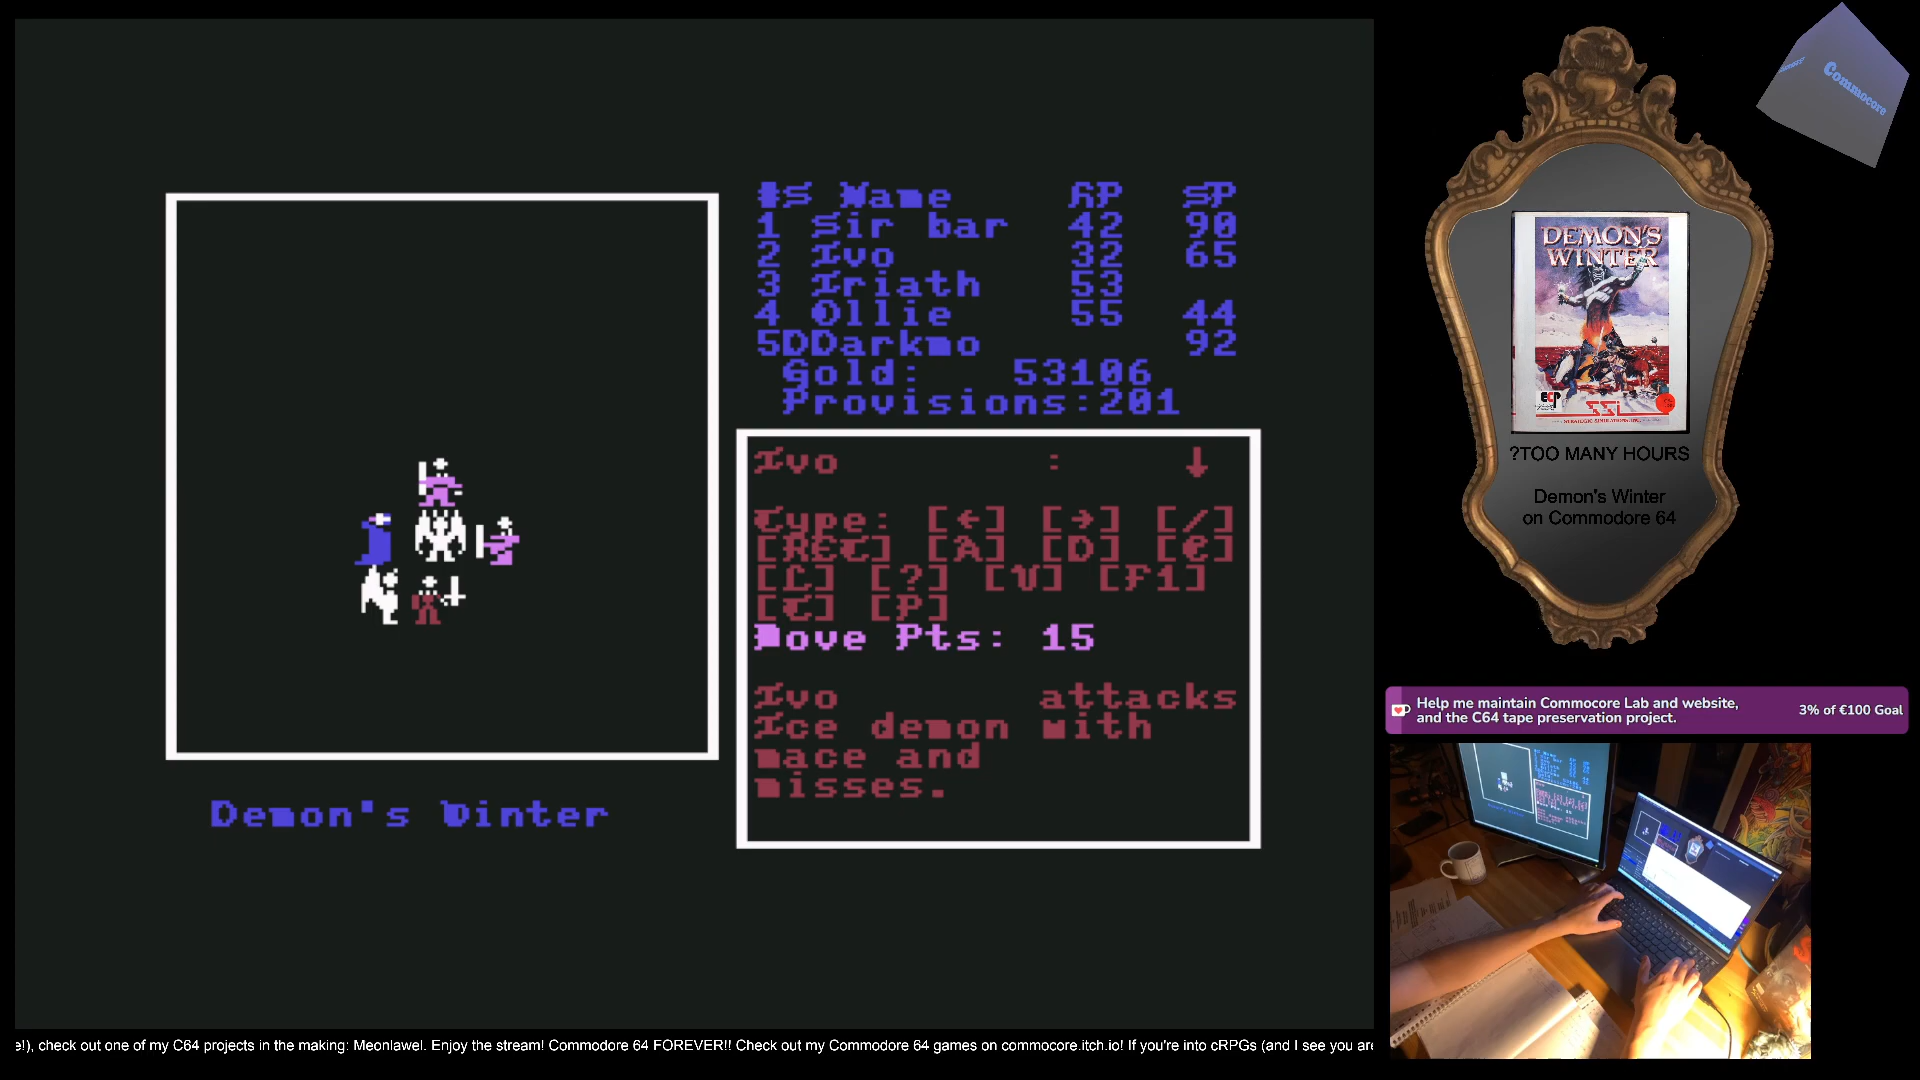 #S Name HP SP
1 Sir bar 42 90
2 Ivo 32 65
3 Xriath 53
4 Ollie 55 44
5DDarkmo 92
Gold: 53106
Provisions:201
Ivo : ↓
Type: [←] [→] [/]
[RET] [A] [D] [C]
[L] [?] [V] [F1]
[T] [P]
Move Pts: 15
Ivo attacks
Ice demon with
mace and
misses.
Demon's Winter
Commocore
DEMON'S
WINTER
SSI
STRATEGIC SIMULATIONS, INC.
?TOO MANY HOURS
Demon's Winter
on Commodore 64
Help me maintain Commocore Lab and website,
and the C64 tape preservation project.
3% of €100 Goal
e!), check out one of my C64 projects in the making: Meonlawel. Enjoy the stream! Commodore 64 FOREVER!! Check out my Commodore 64 games on commocore.itch.io! If you're into cRPGs (and I see you are